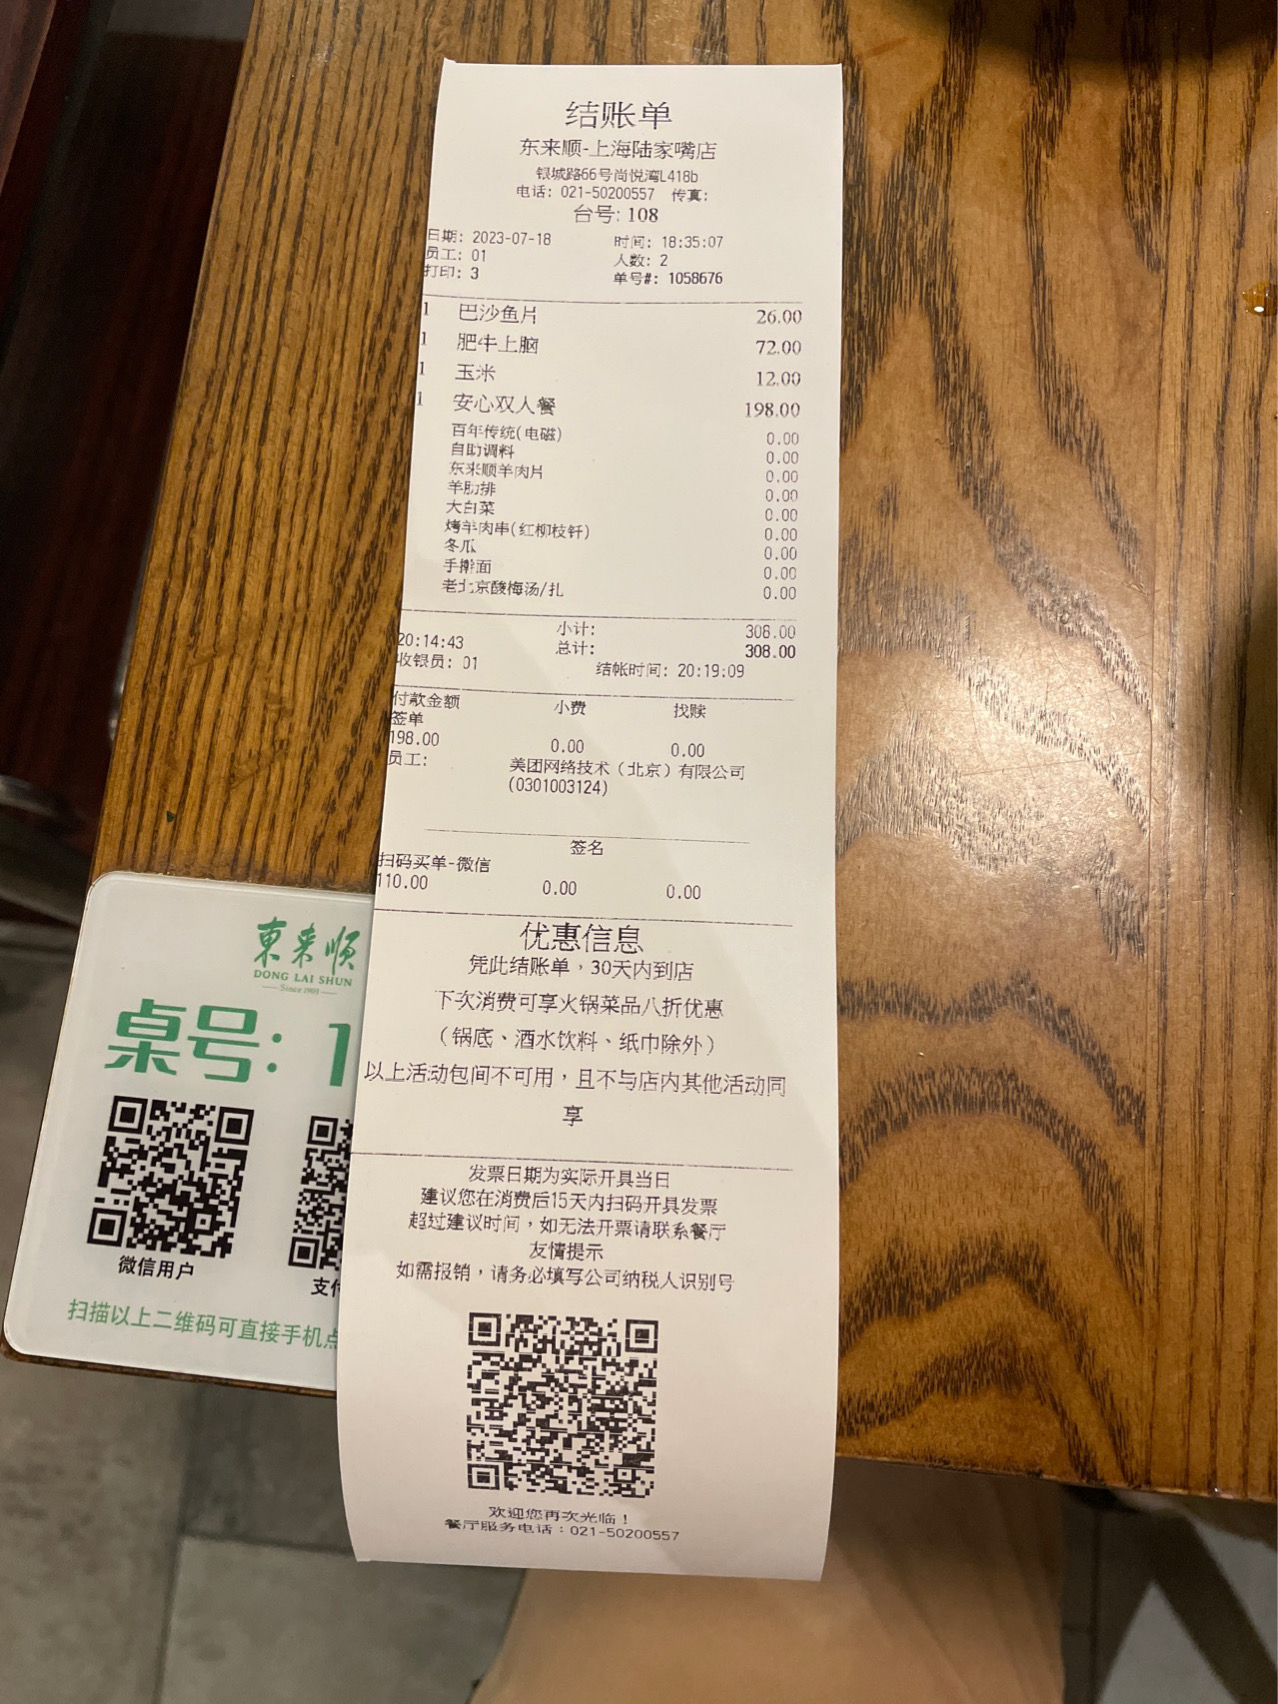 结账单
东来顺-上海陆家嘴店
银城路66号尚悦湾L418b
电话: 021-50200557 传真:
台号: 108
日期: 2023-07-18 时间: 18:35:07
员工: 01 人数: 2
打印: 3 单号#: 1058676
1 巴沙鱼片 26.00
1 肥牛上脑 72.00
1 玉米 12.00
1 安心双人餐 198.00
百年传统(电磁) 0.00
自助调料 0.00
东来顺羊肉片 0.00
羊肋排 0.00
大白菜 0.00
烤羊肉串(红柳枝钎) 0.00
冬瓜 0.00
手擀面 0.00
老北京酸梅汤/扎 0.00
小计: 308.00
20:14:43 总计: 308.00
收银员: 01 结帐时间: 20:19:09
付款金额 小费 找赎
签单
198.00 0.00 0.00
员工: 美团网络技术（北京）有限公司
(0301003124)
签名
扫码买单-微信
110.00 0.00 0.00
优惠信息
凭此结账单，30天内到店
下次消费可享火锅菜品八折优惠
（锅底、酒水饮料、纸巾除外）
以上活动包间不可用，且不与店内其他活动同
享
发票日期为实际开具当日
建议您在消费后15天内扫码开具发票
超过建议时间，如无法开票请联系餐厅
友情提示
如需报销，请务必填写公司纳税人识别号
欢迎您再次光临！
餐厅服务电话：021-50200557
東来顺
DONG LAI SHUN
Since 1903
桌号: 1
微信用户
支付
扫描以上二维码可直接手机点